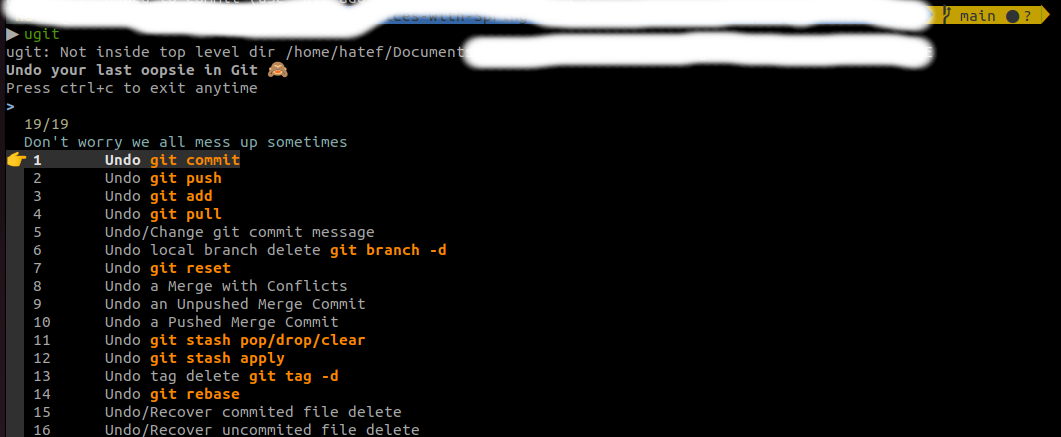 main ● ?
▶ ugit
ugit: Not inside top level dir /home/hatef/Document
Undo your last oopsie in Git 🙈
Press ctrl+c to exit anytime
>
19/19
Don't worry we all mess up sometimes
👉 1 Undo git commit
2 Undo git push
3 Undo git add
4 Undo git pull
5 Undo/Change git commit message
6 Undo local branch delete git branch -d
7 Undo git reset
8 Undo a Merge with Conflicts
9 Undo an Unpushed Merge Commit
10 Undo a Pushed Merge Commit
11 Undo git stash pop/drop/clear
12 Undo git stash apply
13 Undo tag delete git tag -d
14 Undo git rebase
15 Undo/Recover commited file delete
16 Undo/Recover uncommited file delete